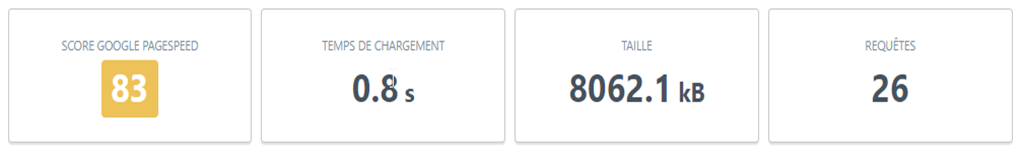 SCORE GOOGLE PAGESPEED
83
TEMPS DE CHARGEMENT
0.8 s
TAILLE
8062.1 kB
REQUÊTES
26